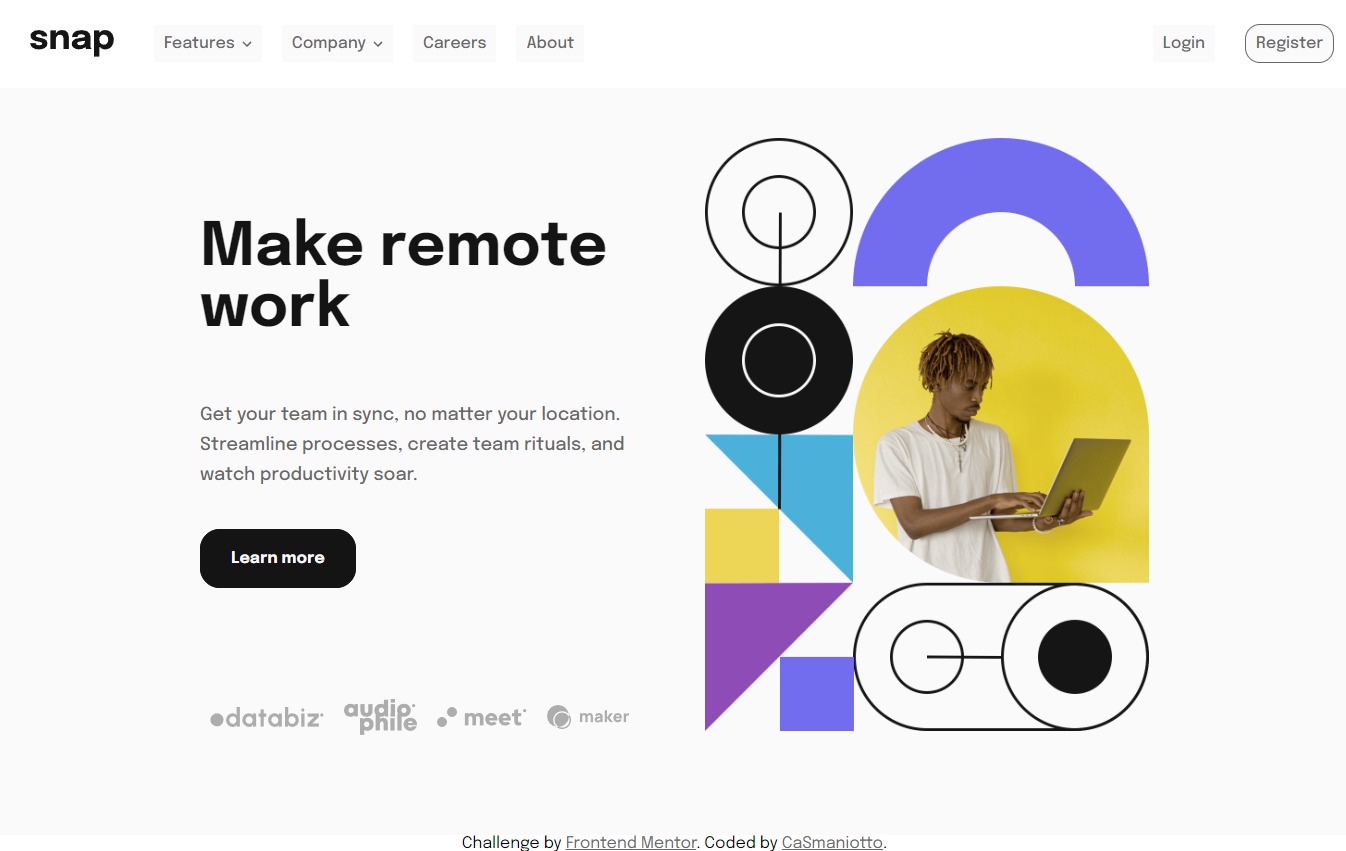 snap Features Company Careers About Login Register
Make remote
work
Get your team in sync, no matter your location.
Streamline processes, create team rituals, and
watch productivity soar.
Learn more
databiz audiophile meet maker
Challenge by Frontend Mentor. Coded by CaSmaniotto.